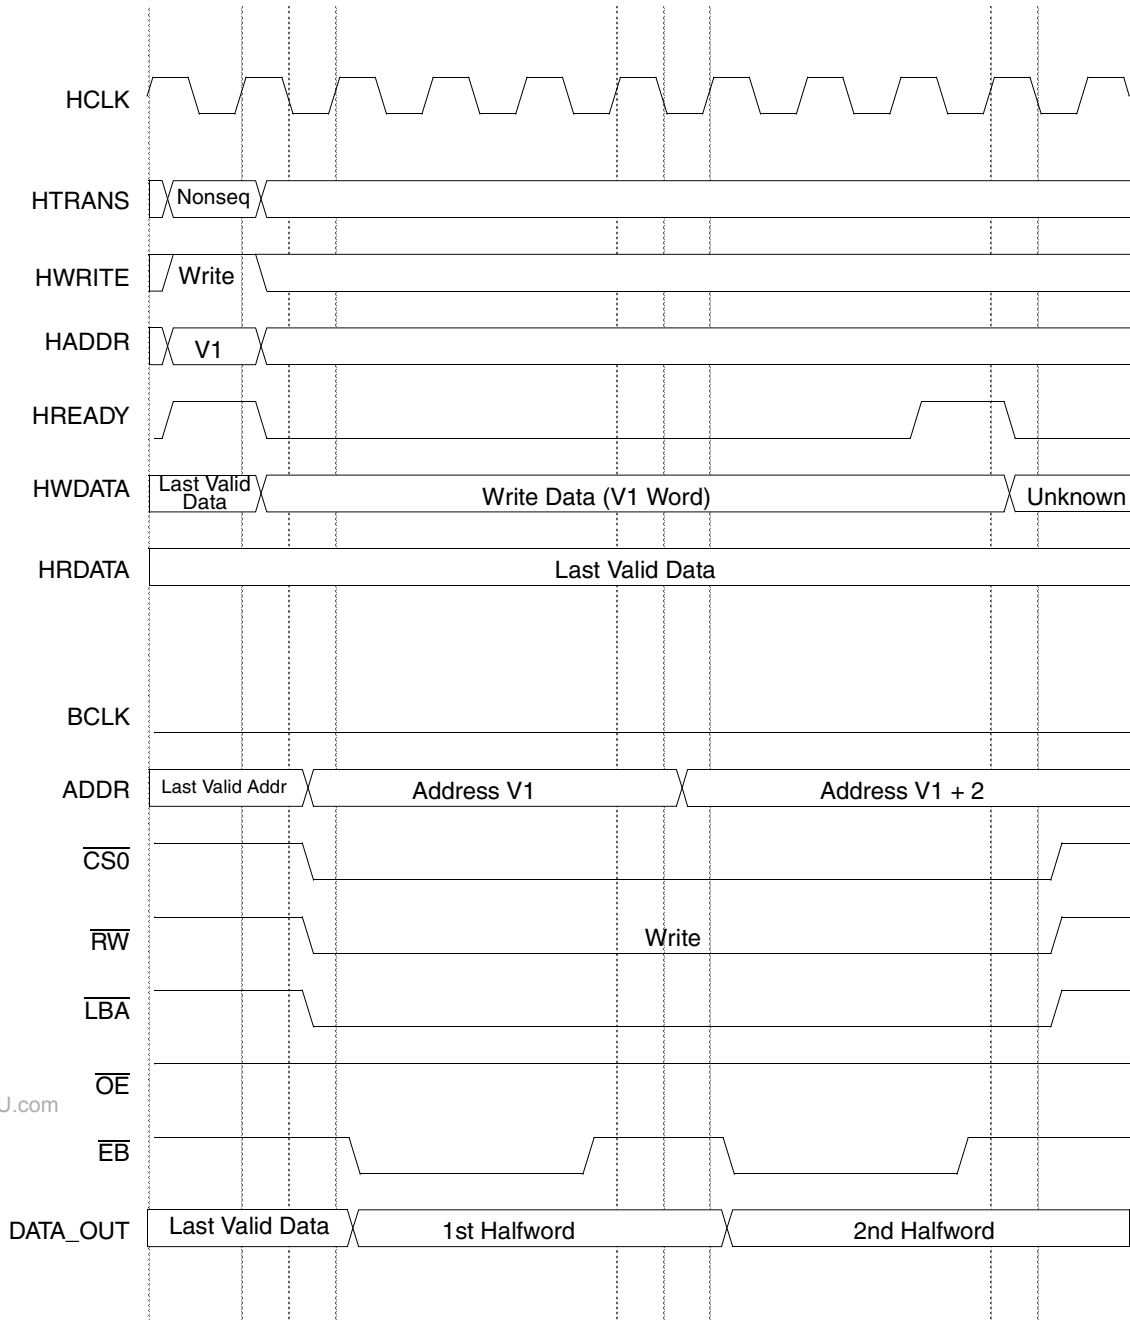 HCLK
HTRANS Nonseq
HWRITE Write
HADDR V1
HREADY
HWDATA Last Valid Data Write Data (V1 Word) Unknown
HRDATA Last Valid Data
BCLK
ADDR Last Valid Addr Address V1 Address V1 + 2
CS0
RW Write
LBA
OE
U.com
EB
DATA_OUT Last Valid Data 1st Halfword 2nd Halfword